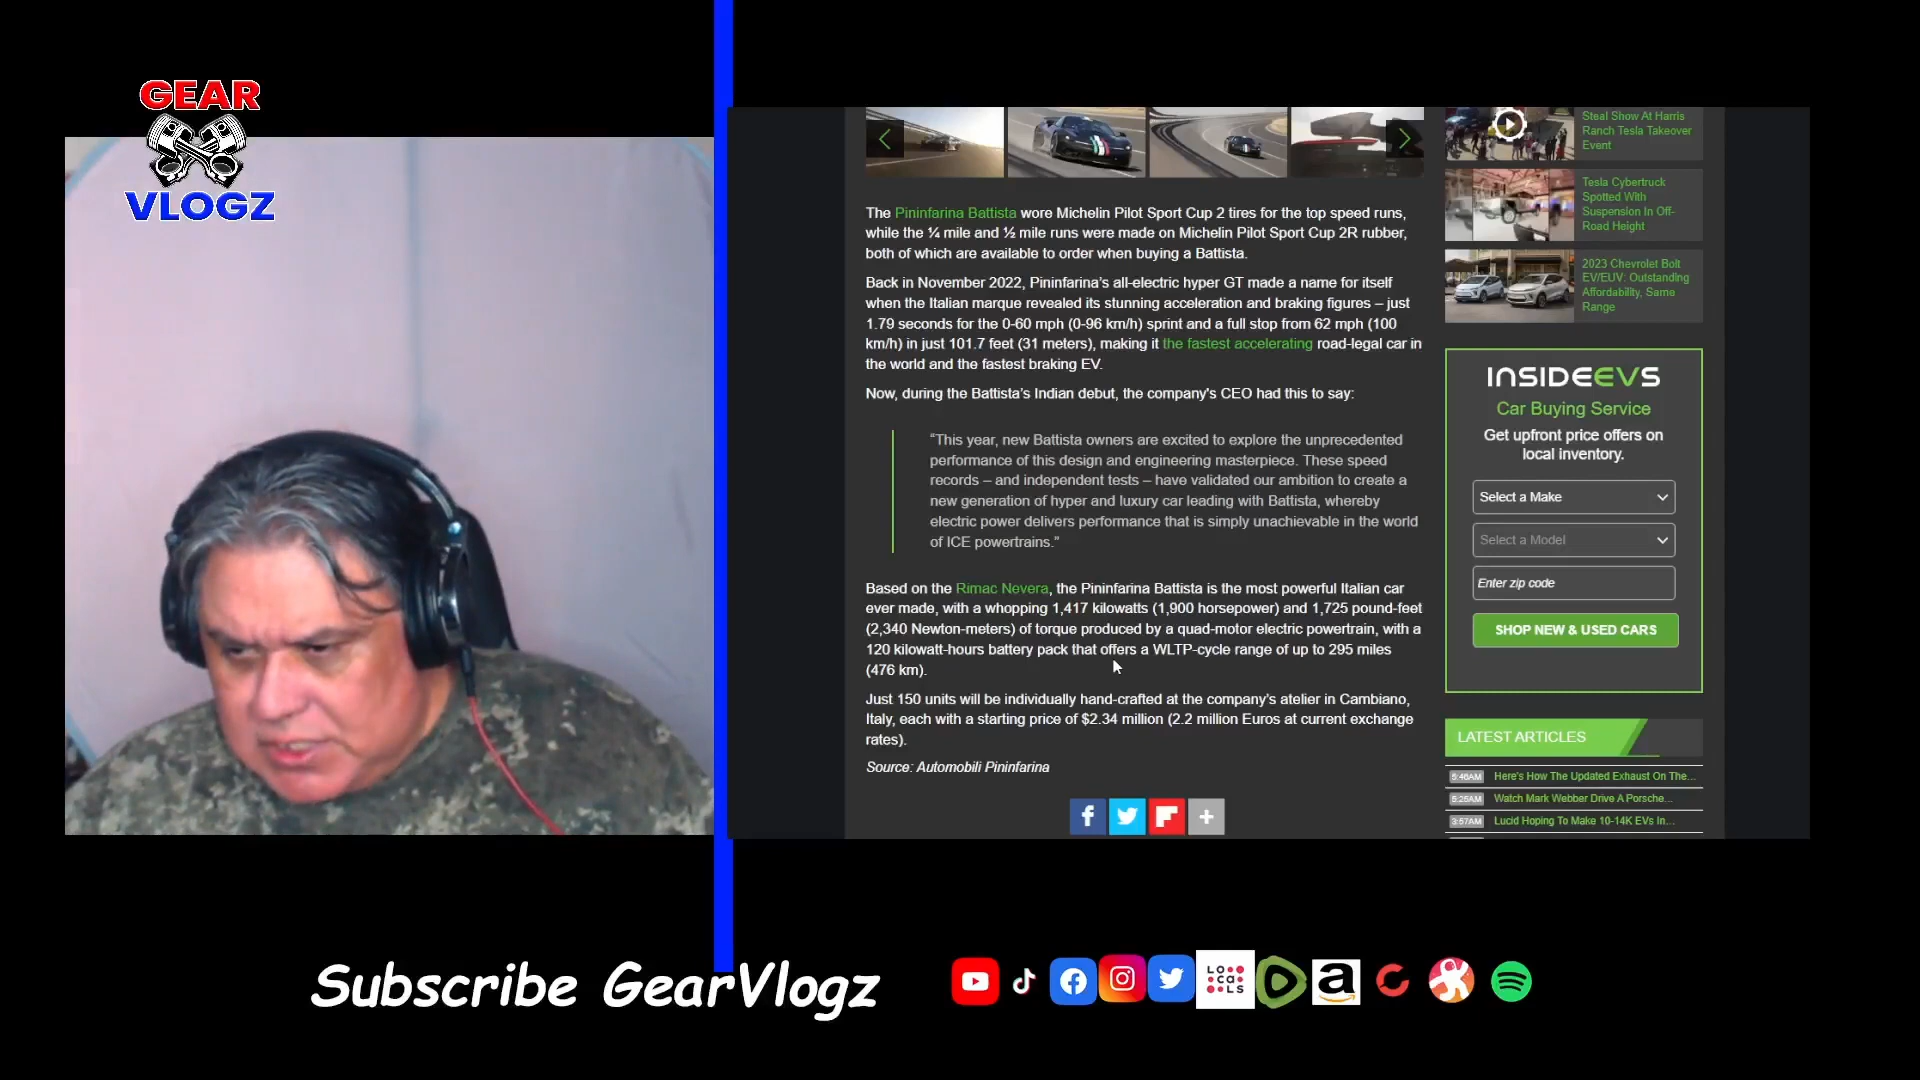 GEAR
VLOGZ
The Pininfarina Battista wore Michelin Pilot Sport Cup 2 tires for the top speed runs,
while the ¼ mile and ½ mile runs were made on Michelin Pilot Sport Cup 2R rubber,
both of which are available to order when buying a Battista.
Back in November 2022, Pininfarina's all-electric hyper GT made a name for itself
when the Italian marque revealed its stunning acceleration and braking figures – just
1.79 seconds for the 0-60 mph (0-96 km/h) sprint and a full stop from 62 mph (100
km/h) in just 101.7 feet (31 meters), making it the fastest accelerating road-legal car in
the world and the fastest braking EV.
Now, during the Battista's Indian debut, the company's CEO had this to say:
“This year, new Battista owners are excited to explore the unprecedented
performance of this design and engineering masterpiece. These speed
records – and independent tests – have validated our ambition to create a
new generation of hyper and luxury car leading with Battista, whereby
electric power delivers performance that is simply unachievable in the world
of ICE powertrains.”
Based on the Rimac Nevera, the Pininfarina Battista is the most powerful Italian car
ever made, with a whopping 1,417 kilowatts (1,900 horsepower) and 1,725 pound-feet
(2,340 Newton-meters) of torque produced by a quad-motor electric powertrain, with a
120 kilowatt-hours battery pack that offers a WLTP-cycle range of up to 295 miles
(476 km).
Just 150 units will be individually hand-crafted at the company's atelier in Cambiano,
Italy, each with a starting price of $2.34 million (2.2 million Euros at current exchange
rates).
Source: Automobili Pininfarina
Steal Show At Harris
Ranch Tesla Takeover
Event
Tesla Cybertruck
Spotted With
Suspension In Off-
Road Height
2023 Chevrolet Bolt
EV/EUV: Outstanding
Affordability, Same
Range
INSIDEEVS
Car Buying Service
Get upfront price offers on
local inventory.
Select a Make
Select a Model
Enter zip code
SHOP NEW & USED CARS
LATEST ARTICLES
5:46AM Here's How The Updated Exhaust On The...
5:25AM Watch Mark Webber Drive A Porsche...
3:57AM Lucid Hoping To Make 10-14K EVs In...
Subscribe GearVlogz
LOCALS